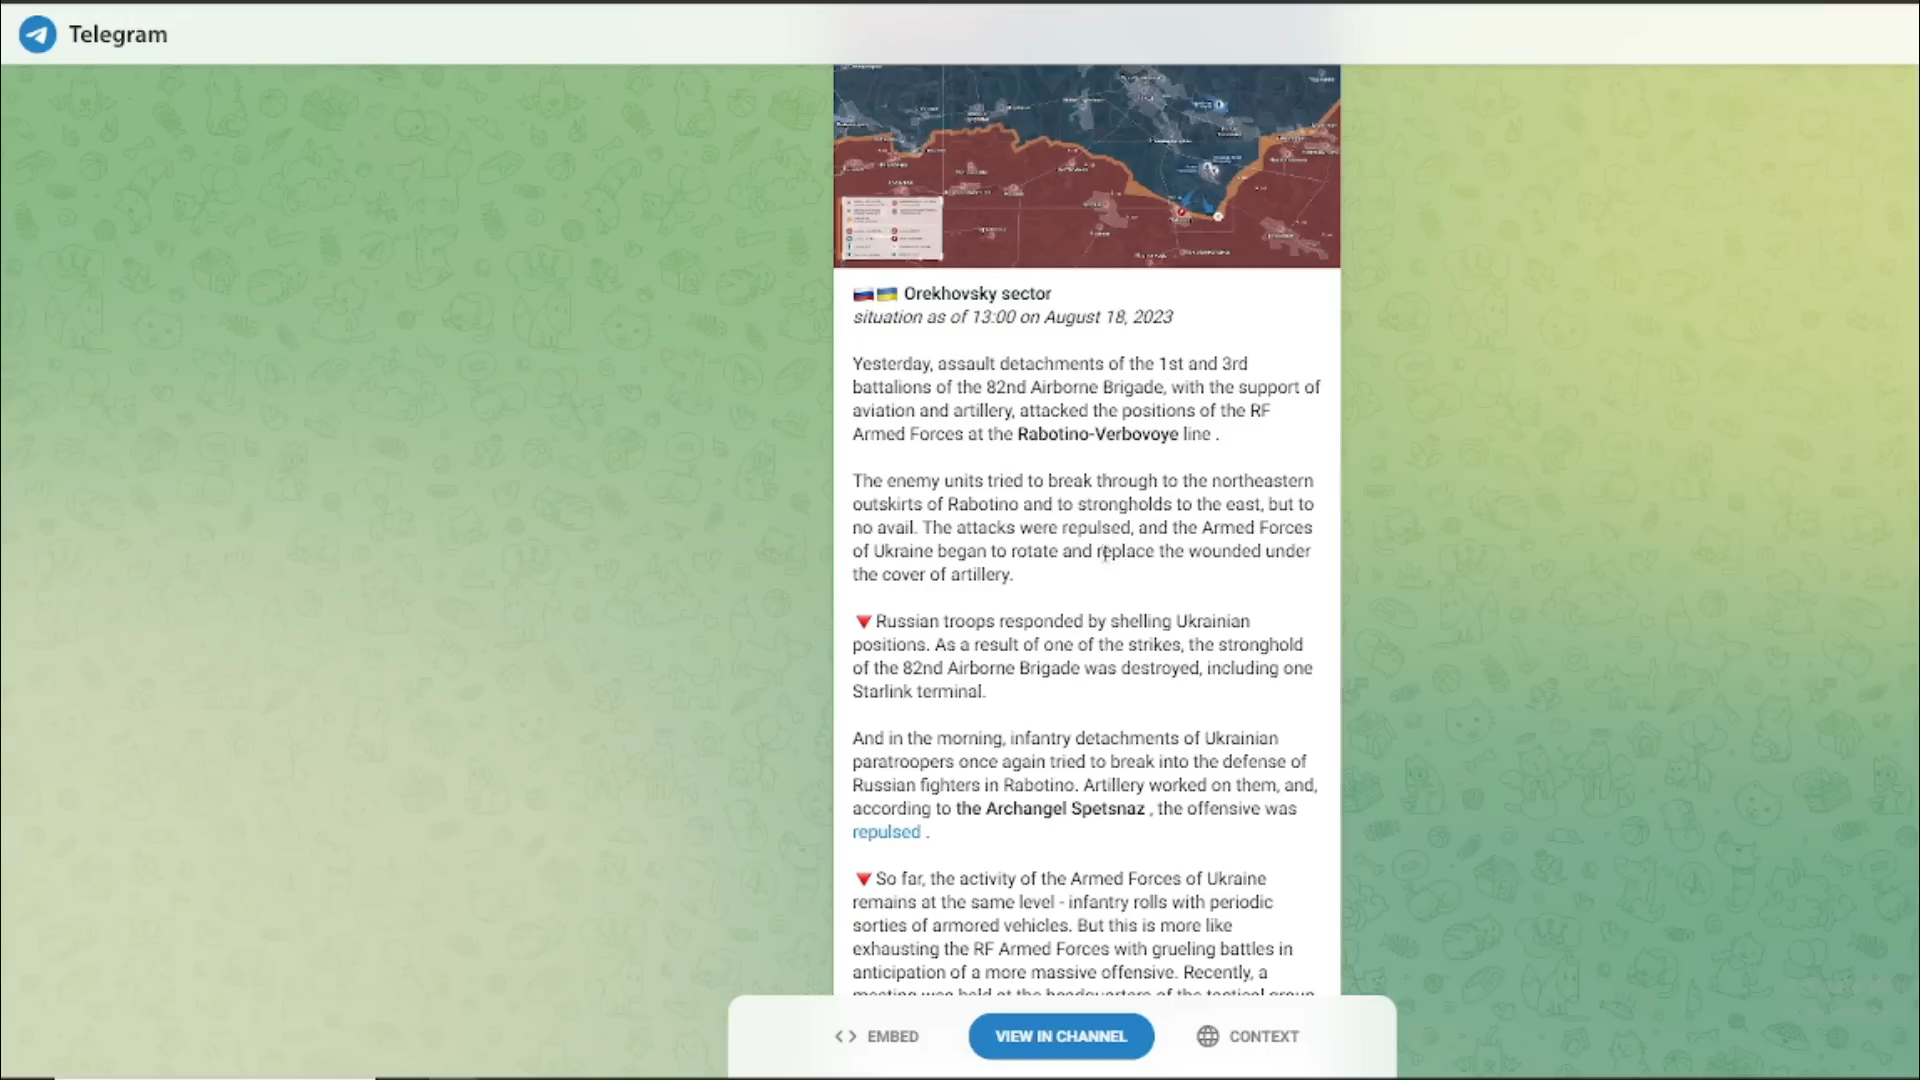 Telegram
Orekhovsky sector
situation as of 13:00 on August 18, 2023
Yesterday, assault detachments of the 1st and 3rd
battalions of the 82nd Airborne Brigade, with the support of
aviation and artillery, attacked the positions of the RF
Armed Forces at the Rabotino-Verbovoye line .
The enemy units tried to break through to the northeastern
outskirts of Rabotino and to strongholds to the east, but to
no avail. The attacks were repulsed, and the Armed Forces
of Ukraine began to rotate and replace the wounded under
the cover of artillery.
Russian troops responded by shelling Ukrainian
positions. As a result of one of the strikes, the stronghold
of the 82nd Airborne Brigade was destroyed, including one
Starlink terminal.
And in the morning, infantry detachments of Ukrainian
paratroopers once again tried to break into the defense of
Russian fighters in Rabotino. Artillery worked on them, and,
according to the Archangel Spetsnaz , the offensive was
repulsed .
So far, the activity of the Armed Forces of Ukraine
remains at the same level - infantry rolls with periodic
sorties of armored vehicles. But this is more like
exhausting the RF Armed Forces with grueling battles in
anticipation of a more massive offensive. Recently, a
meeting was held at the headquarters of the tactical group
EMBED
VIEW IN CHANNEL
CONTEXT